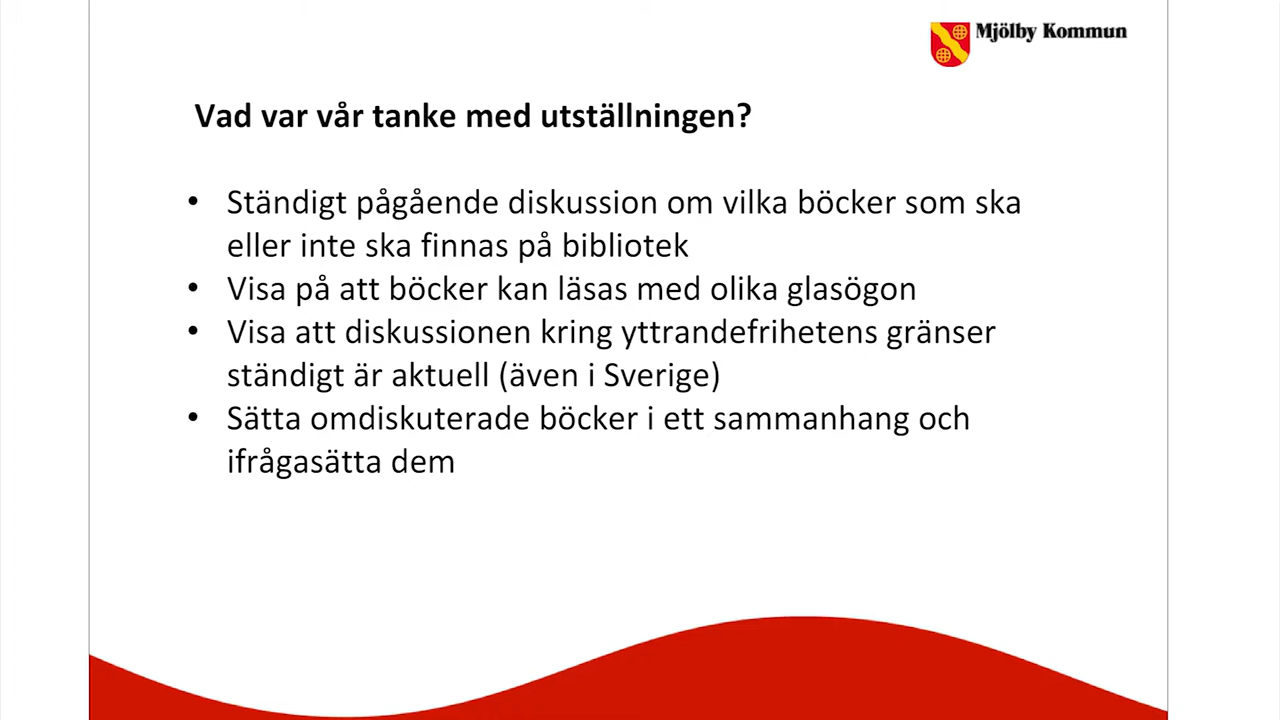 Mjölby Kommun
Vad var vår tanke med utställningen?
• Ständigt pågående diskussion om vilka böcker som ska
eller inte ska finnas på bibliotek
• Visa på att böcker kan läsas med olika glasögon
• Visa att diskussionen kring yttrandefrihetens gränser
ständigt är aktuell (även i Sverige)
• Sätta omdiskuterade böcker i ett sammanhang och
ifrågasätta dem